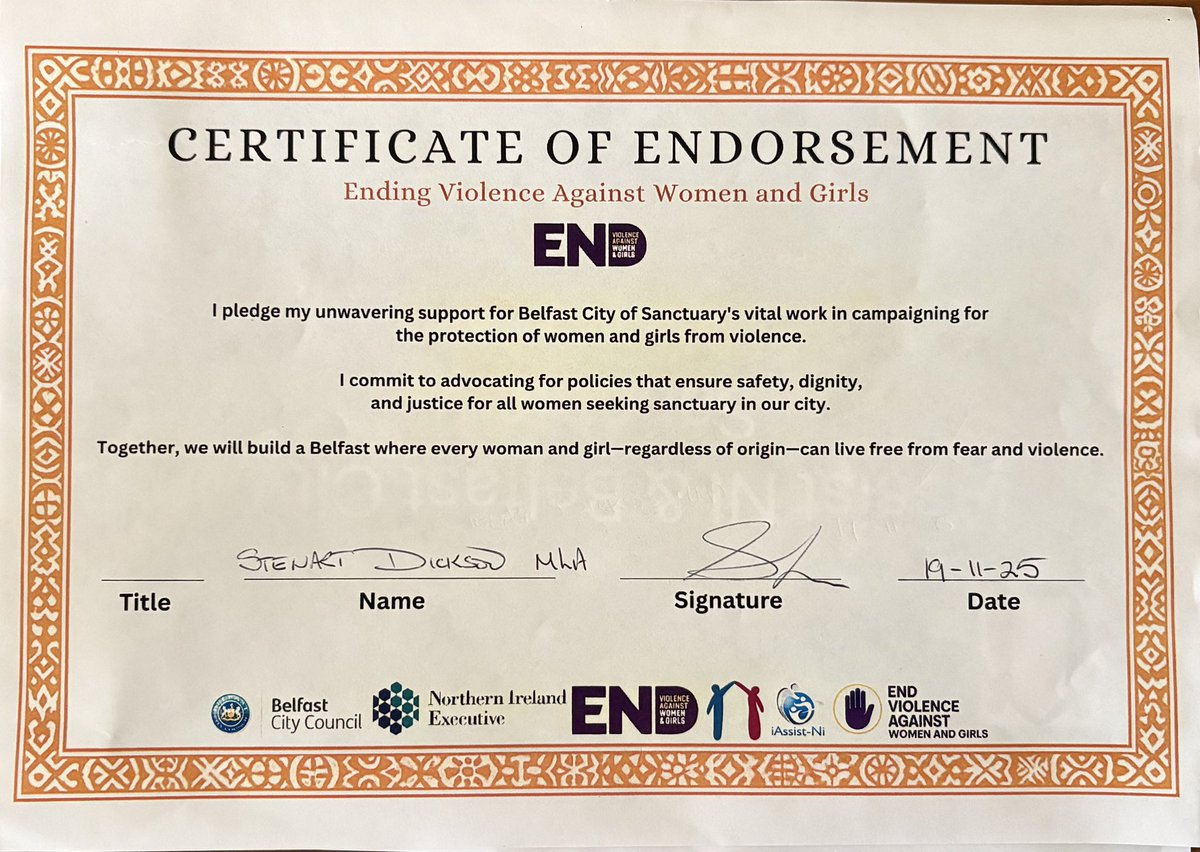 CERTIFICATE OF ENDORSEMENT
Ending Violence Against Women and Girls
END VIOLENCE AGAINST WOMEN & GIRLS
I pledge my unwavering support for Belfast City of Sanctuary's vital work in campaigning for
the protection of women and girls from violence.
I commit to advocating for policies that ensure safety, dignity,
and justice for all women seeking sanctuary in our city.
Together, we will build a Belfast where every woman and girl—regardless of origin—can live free from fear and violence.
STEWART DICKSON MLA
19-11-25
Title
Name
Signature
Date
Belfast
City Council
Northern Ireland
Executive
END VIOLENCE AGAINST WOMEN & GIRLS
iAssist-Ni
END
VIOLENCE
AGAINST
WOMEN AND GIRLS